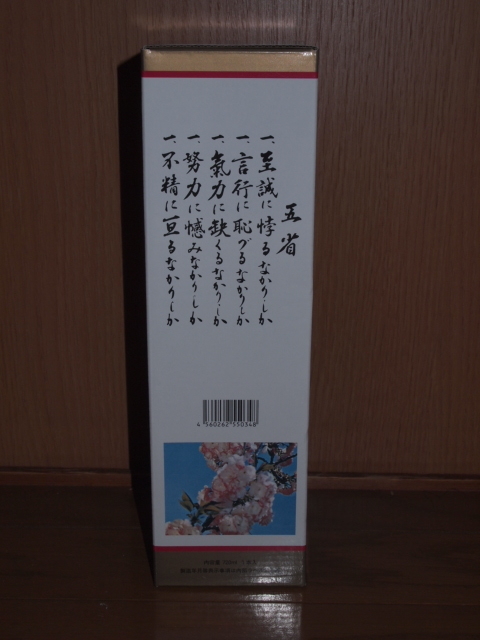 五省
一、至誠に悖るなかりしか
一、言行に恥づるなかりしか
一、氣力に缺くるなかりしか
一、努力に憾みなかりしか
一、不精に亘るなかりしか
4 560262 550348